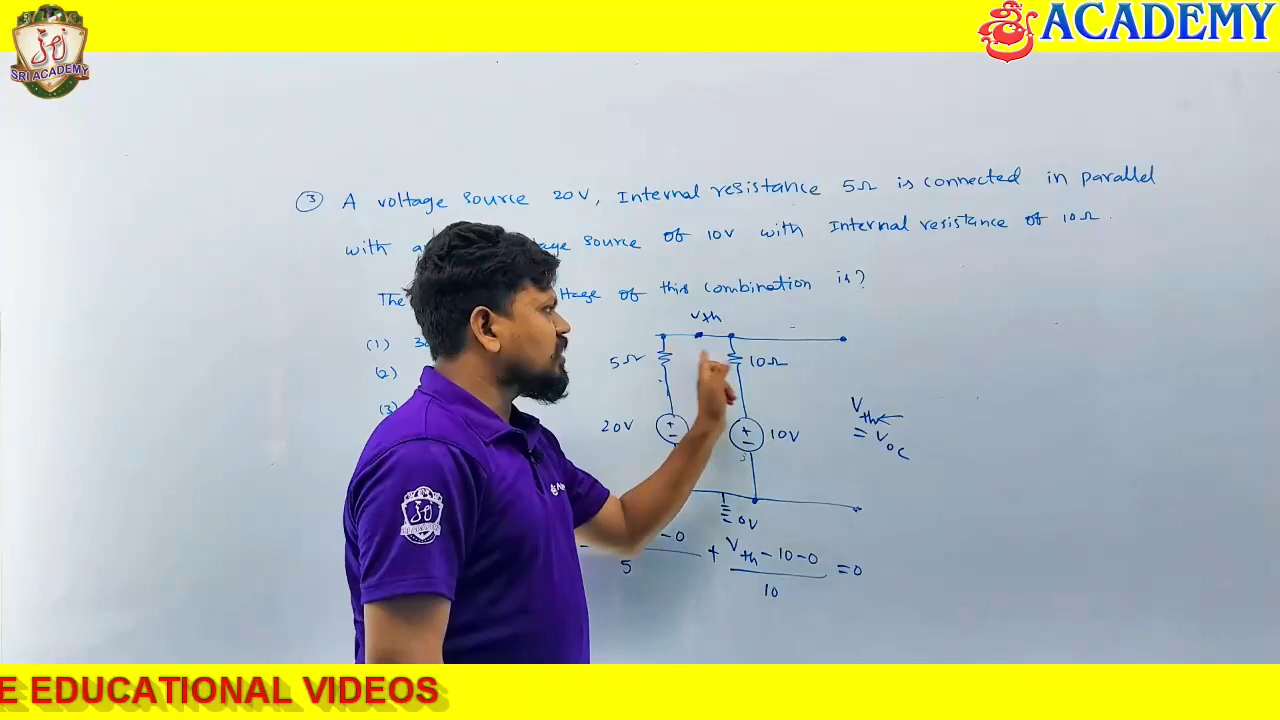 SRI ACADEMY
ACADEMY
3 A voltage source 20V, Internal resistance 5Ω is connected in parallel
with source of 10V with Internal resistance of 10Ω.
The of this combination is?
(1)
(2)
(3)
Vth
5Ω
10Ω
20V
+
-
+
-
10V
Vth
= Voc
0V
- 0
5
+
Vth - 10 - 0
10
= 0
E EDUCATIONAL VIDEOS